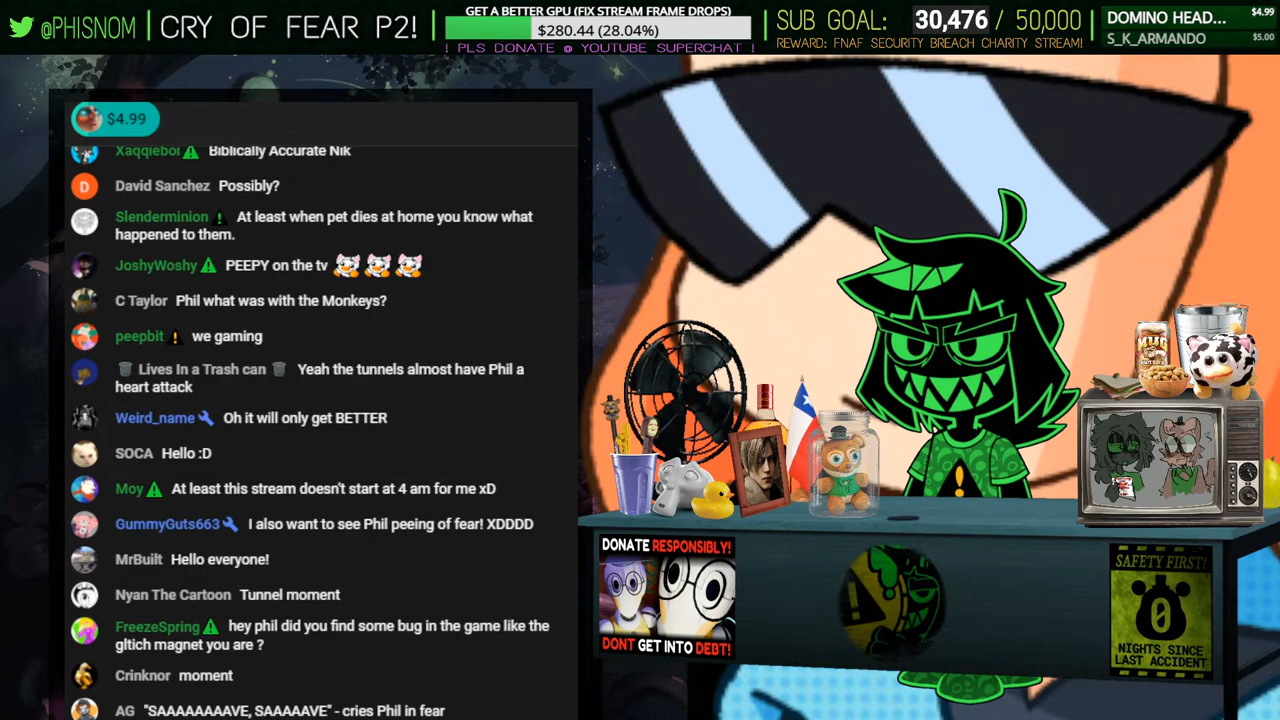 @PHISNOM
CRY OF FEAR P2!
GET A BETTER GPU (FIX STREAM FRAME DROPS)
$280.44 (28.04%)
! PLS DONATE @ YOUTUBE SUPERCHAT !
SUB GOAL: 30,476 / 50,000
REWARD: FNAF SECURITY BREACH CHARITY STREAM!
DOMINO HEAD... $4.99
S_K_ARMANDO $5.00
$4.99
Xaqqieboi Biblically Accurate Nik
David Sanchez Possibly?
Slenderminion At least when pet dies at home you know what
happened to them.
JoshyWoshy PEEPY on the tv
C Taylor Phil what was with the Monkeys?
peepbit we gaming
Lives In a Trash can Yeah the tunnels almost have Phil a
heart attack
Weird_name Oh it will only get BETTER
SOCA Hello :D
Moy At least this stream doesn't start at 4 am for me xD
GummyGuts663 I also want to see Phil peeing of fear! XDDDD
MrBuilt Hello everyone!
Nyan The Cartoon Tunnel moment
FreezeSpring hey phil did you find some bug in the game like the
gltich magnet you are ?
Crinknor moment
AG "SAAAAAAAAVE, SAAAAAVE" - cries Phil in fear
MUG
DONATE RESPONSIBLY!
DONT GET INTO DEBT!
SAFETY FIRST!
0
NIGHTS SINCE
LAST ACCIDENT